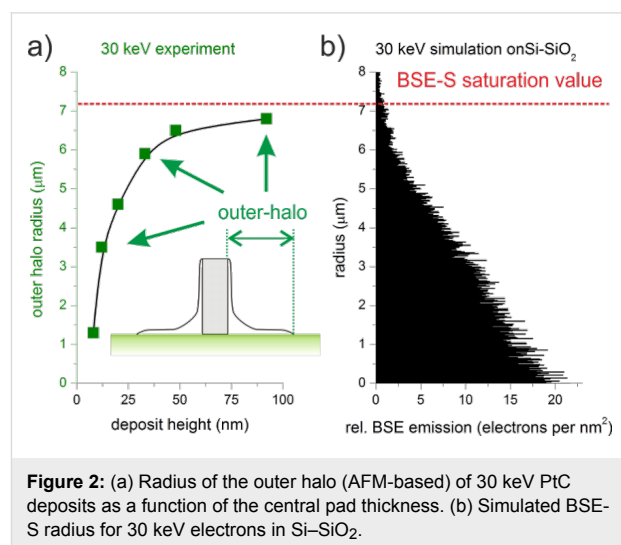 a) 30 keV experiment
outer halo radius (µm)
8
7
6
5
4
3
2
1
0
outer-halo
0 25 50 75 100
deposit height (nm)
b) 30 keV simulation onSi-SiO2
BSE-S saturation value
radius (µm)
8
7
6
5
4
3
2
1
0
0 5 10 15 20
rel. BSE emission (electrons per nm²)
Figure 2: (a) Radius of the outer halo (AFM-based) of 30 keV PtC
deposits as a function of the central pad thickness. (b) Simulated BSE-
S radius for 30 keV electrons in Si–SiO₂.